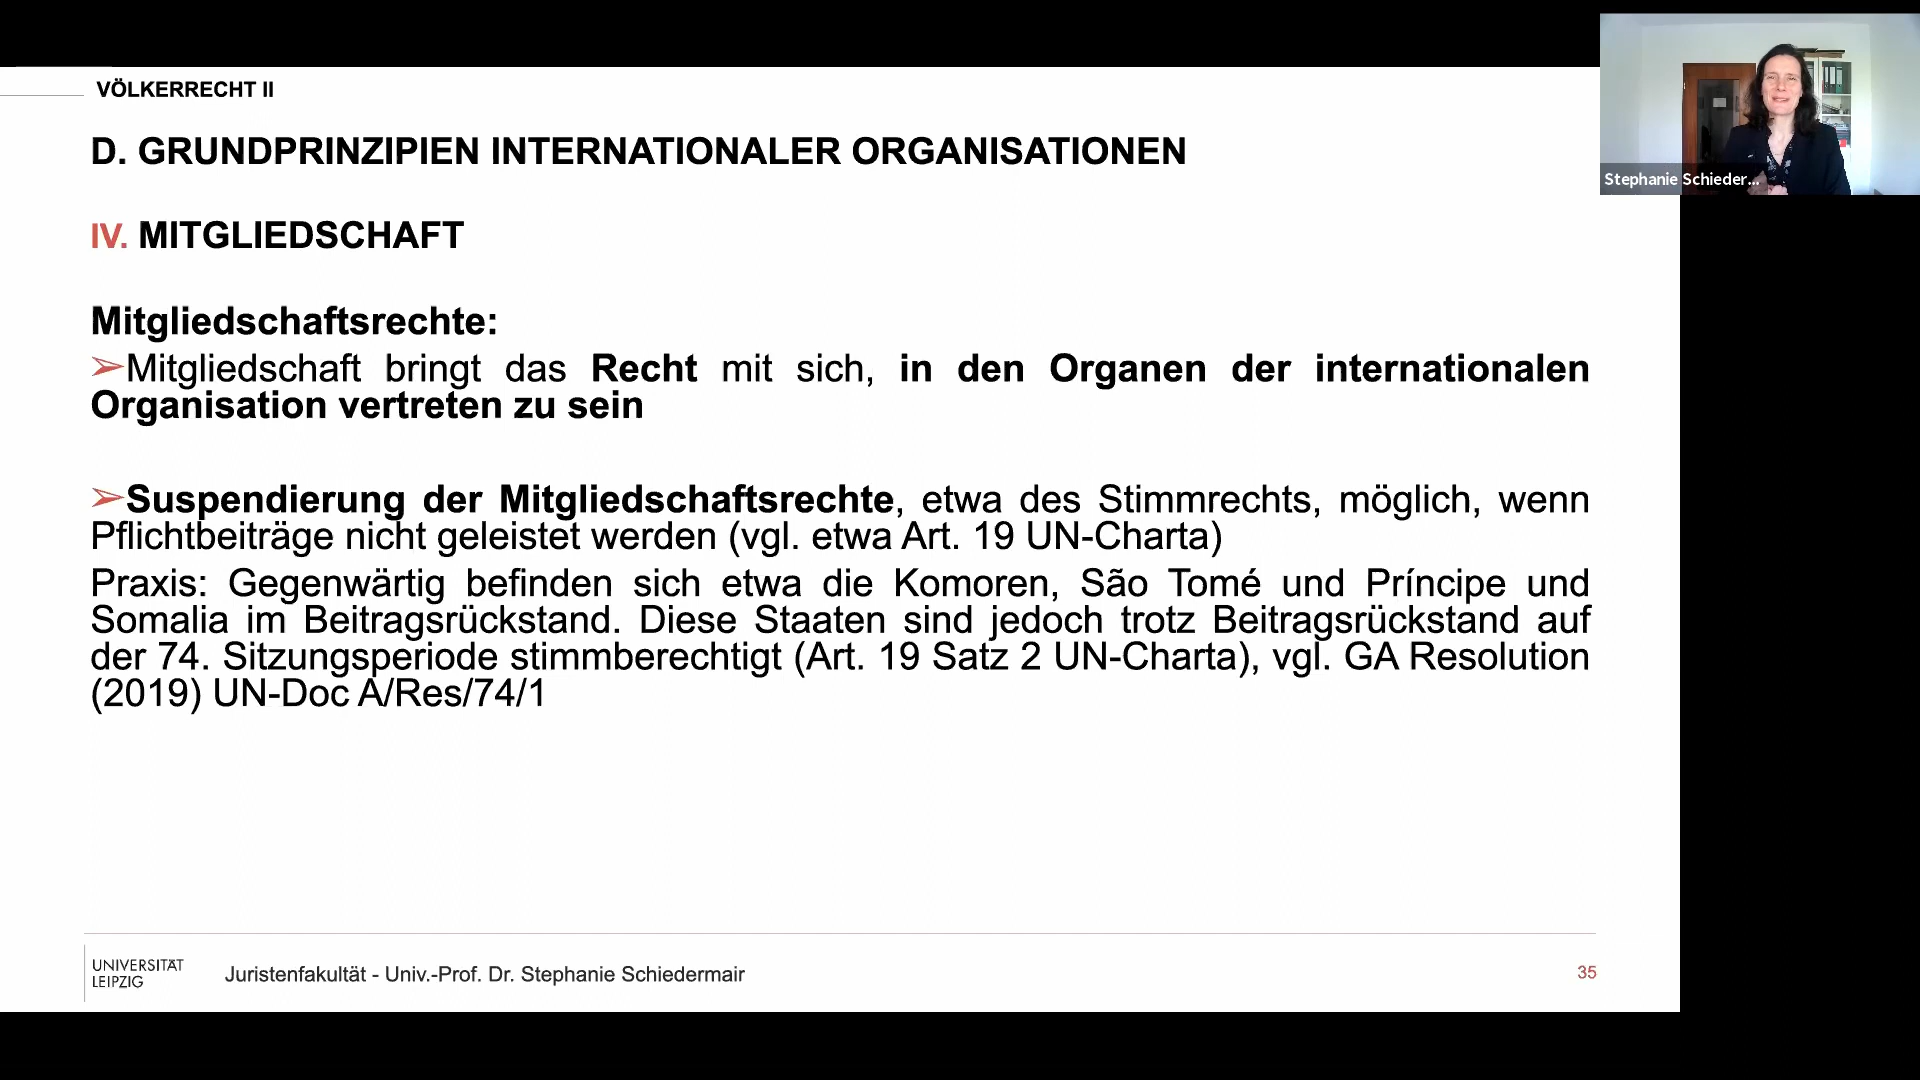 VÖLKERRECHT II
D. GRUNDPRINZIPIEN INTERNATIONALER ORGANISATIONEN
IV. MITGLIEDSCHAFT
Mitgliedschaftsrechte:
➢Mitgliedschaft bringt das Recht mit sich, in den Organen der internationalen
Organisation vertreten zu sein
➢Suspendierung der Mitgliedschaftsrechte, etwa des Stimmrechts, möglich, wenn
Pflichtbeiträge nicht geleistet werden (vgl. etwa Art. 19 UN-Charta)
Praxis: Gegenwärtig befinden sich etwa die Komoren, São Tomé und Príncipe und
Somalia im Beitragsrückstand. Diese Staaten sind jedoch trotz Beitragsrückstand auf
der 74. Sitzungsperiode stimmberechtigt (Art. 19 Satz 2 UN-Charta), vgl. GA Resolution
(2019) UN-Doc A/Res/74/1
Stephanie Schieder...
UNIVERSITÄT
LEIPZIG
Juristenfakultät - Univ.-Prof. Dr. Stephanie Schiedermair
35